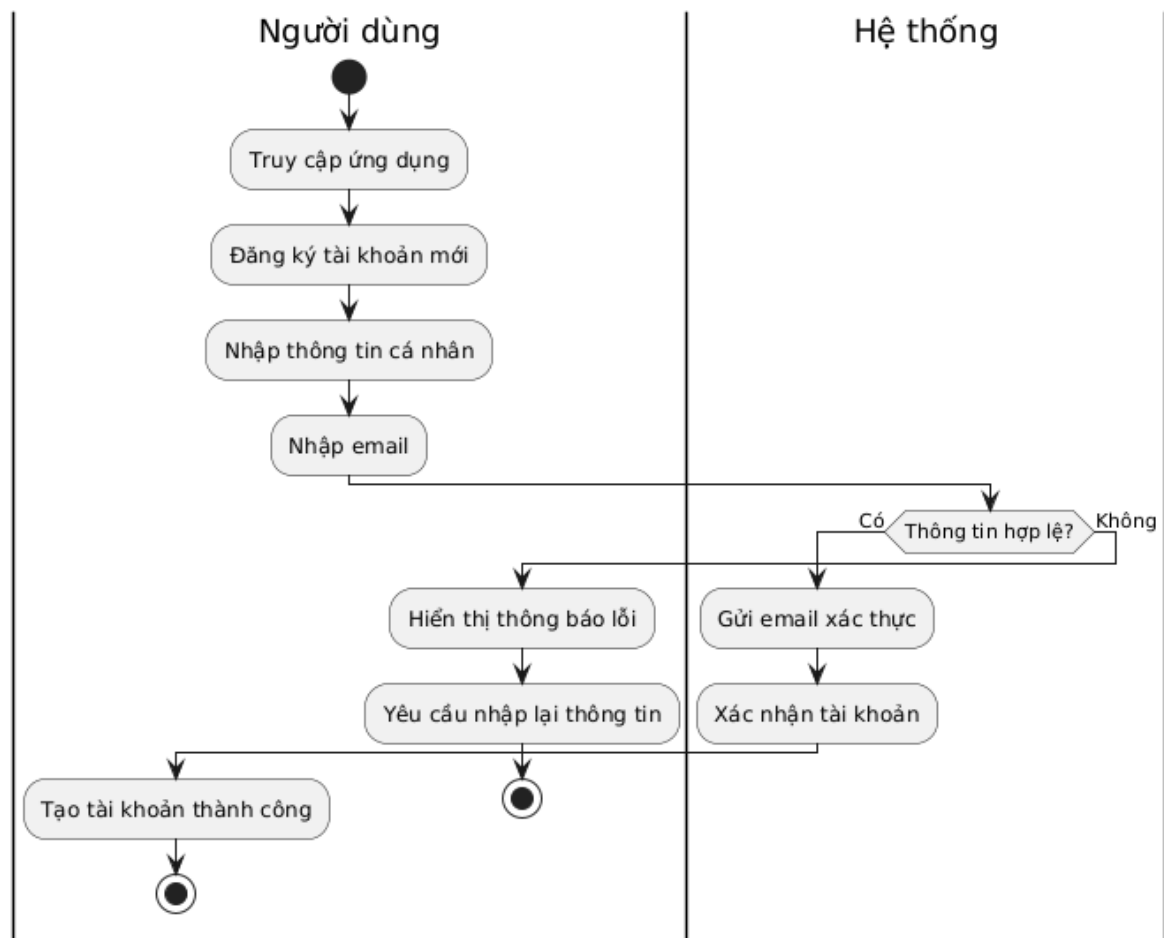 Người dùng
Hệ thống
Truy cập ứng dụng
Đăng ký tài khoản mới
Nhập thông tin cá nhân
Nhập email
Có
Thông tin hợp lệ?
Không
Hiển thị thông báo lỗi
Gửi email xác thực
Yêu cầu nhập lại thông tin
Xác nhận tài khoản
Tạo tài khoản thành công